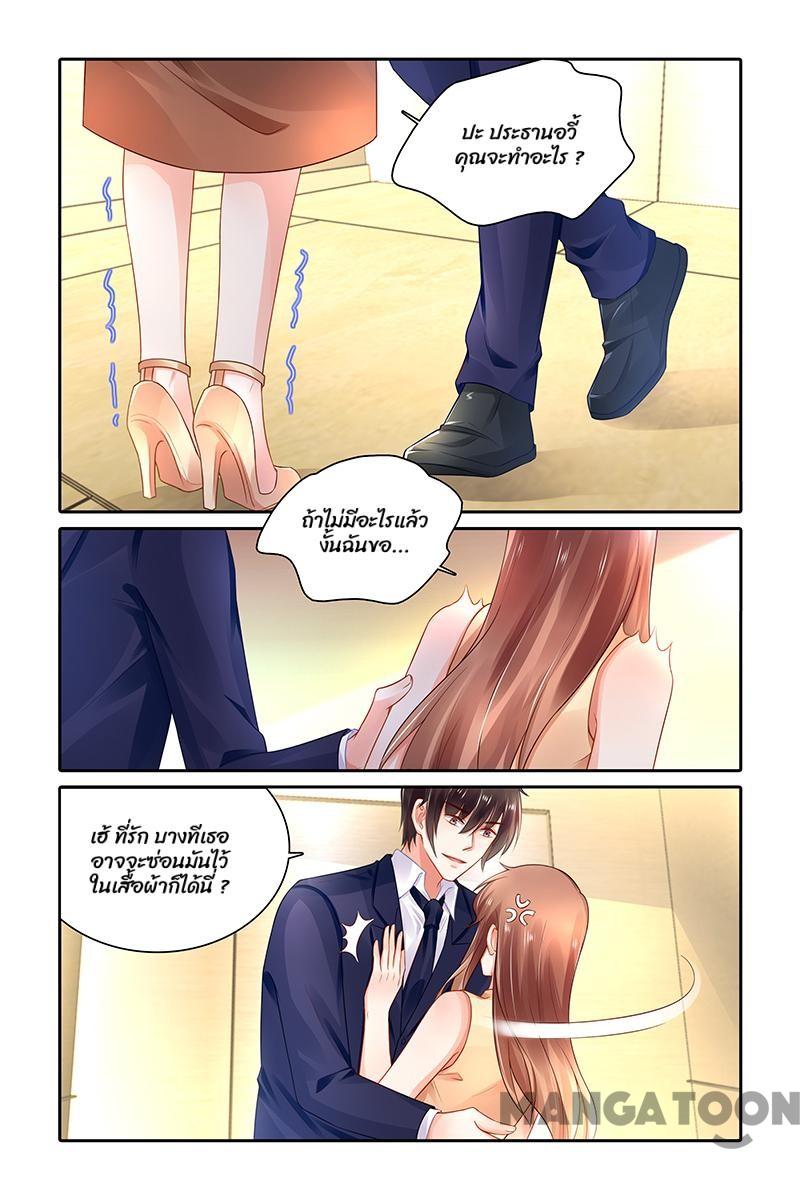 ปะ ประธานอวี้
คุณจะทำอะไร ?
ถ้าไม่มีอะไรแล้ว
งั้นฉันขอ...
เฮ้ ที่รัก บางทีเธอ
อาจจะซ่อนมันไว้
ในเสื้อผ้าก็ได้นี่ ?
MANGATOON